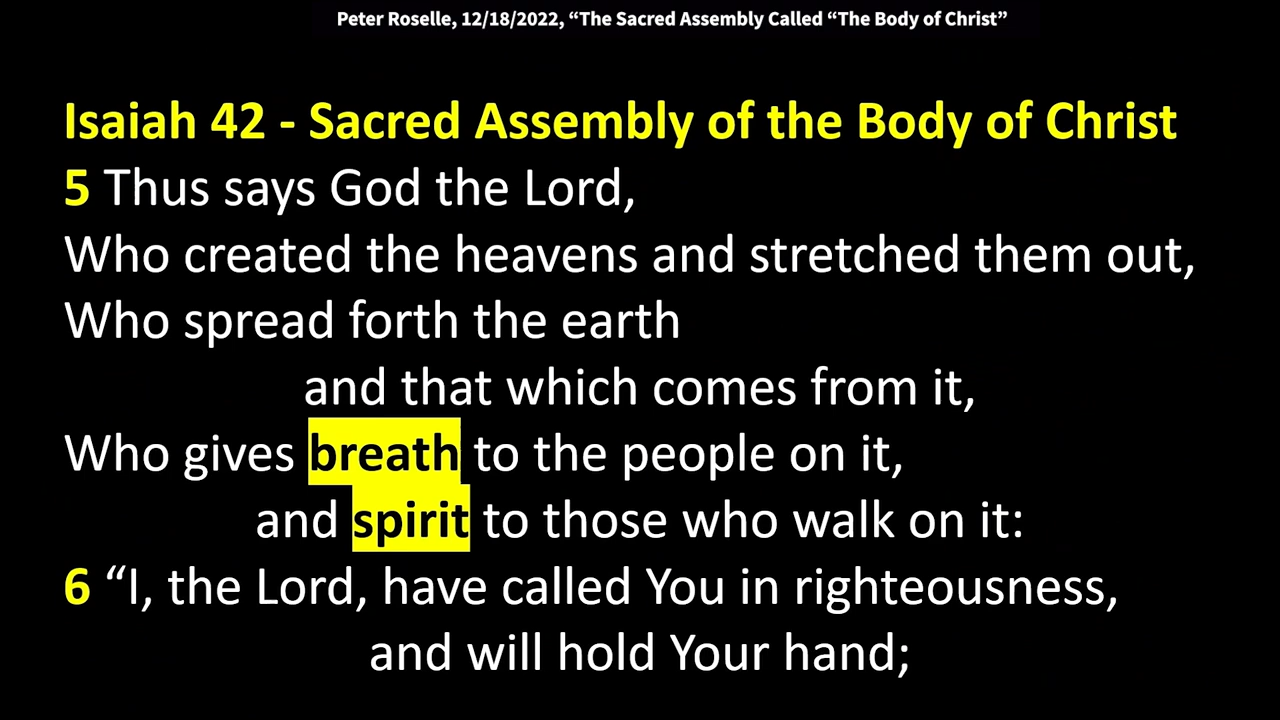 Peter Roselle, 12/18/2022, “The Sacred Assembly Called “The Body of Christ”
Isaiah 42 - Sacred Assembly of the Body of Christ
5 Thus says God the Lord,
Who created the heavens and stretched them out,
Who spread forth the earth
and that which comes from it,
Who gives breath to the people on it,
and spirit to those who walk on it:
6 “I, the Lord, have called You in righteousness,
and will hold Your hand;